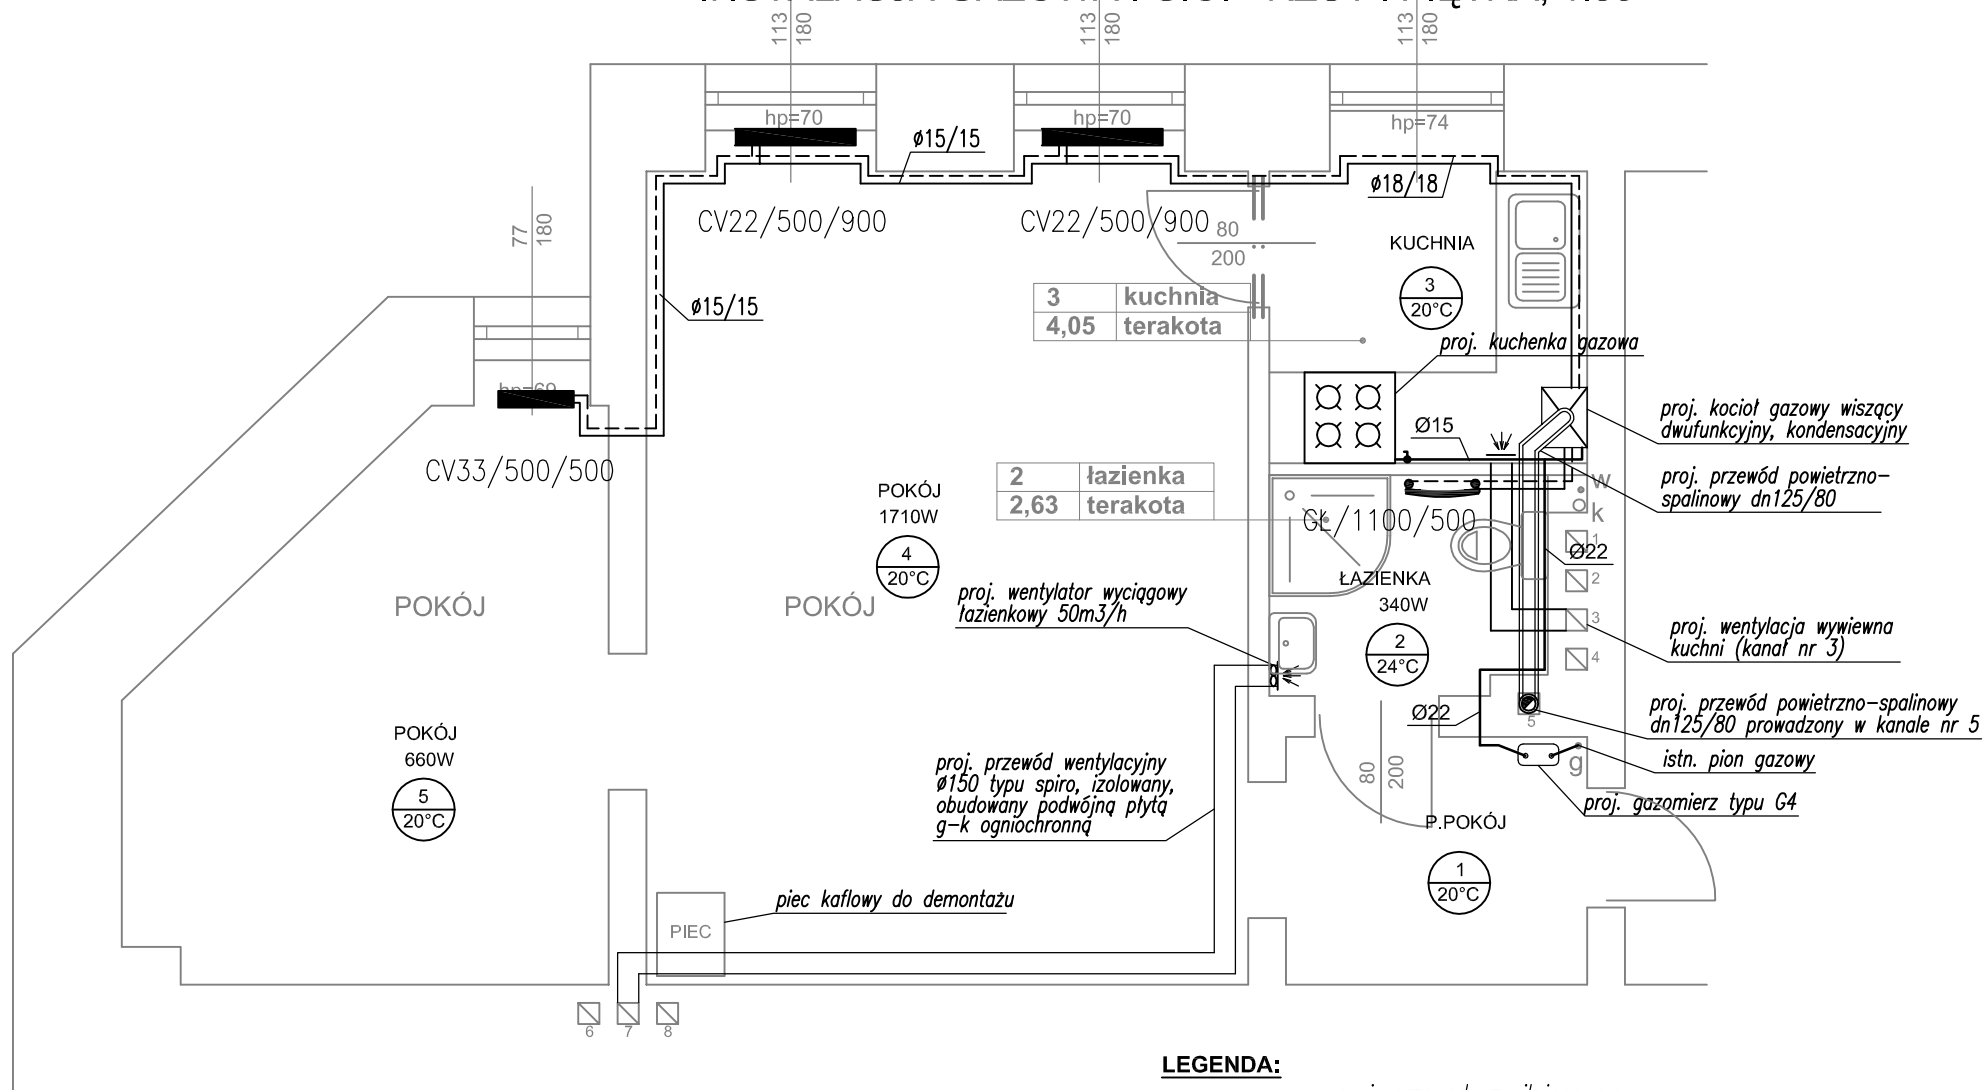 113
180
113
180
113
180
hp=70
hp=70
hp=74
ø15/15
ø18/18
CV22/500/900
CV22/500/900
77
180
80
200
KUCHNIA
3
20°C
3 kuchnia
4,05 terakota
ø15/15
proj. kuchenka gazowa
hp=69
CV33/500/500
Ø15
proj. kocioł gazowy wiszący
dwufunkcyjny, kondensacyjny
2 łazienka
2,63 terakota
POKÓJ
1710W
4
20°C
proj. przewód powietrzno-
spalinowy dn125/80
w
k
GŁ/1100/500
1
Ø22
2
3
4
POKÓJ
POKÓJ
ŁAZIENKA
340W
2
24°C
proj. wentylator wyciągowy
łazienkowy 50m3/h
proj. wentylacja wywiewna
kuchni (kanał nr 3)
proj. przewód powietrzno-spalinowy
dn125/80 prowadzony w kanale nr 5
Ø22
5
g
istn. pion gazowy
proj. gazomierz typu G4
POKÓJ
660W
5
20°C
proj. przewód wentylacyjny
Ø150 typu spiro, izolowany,
obudowany podwójną płytą
g-k ogniochronną
80
200
P.POKÓJ
1
20°C
piec kaflowy do demontażu
PIEC
6
7
8
LEGENDA: